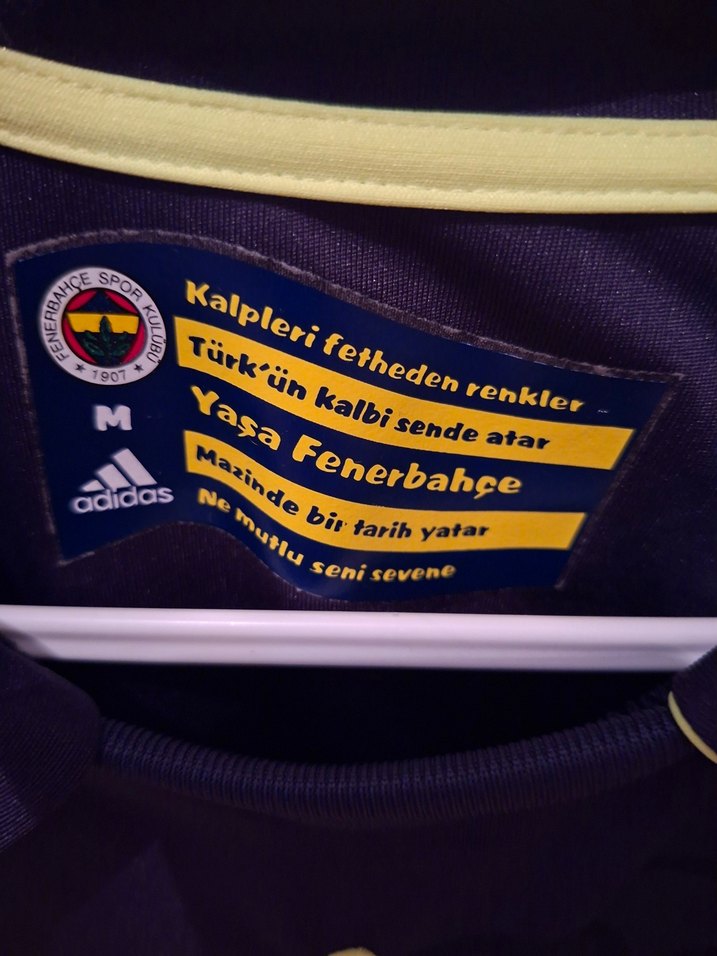 FENERBAHÇE SPOR KULÜBÜ
★ 1907 ★
M
adidas
Kalpleri fetheden renkler
Türk'ün kalbi sende atar
Yaşa Fenerbahçe
Mazinde bir tarih yatar
Ne mutlu seni sevene